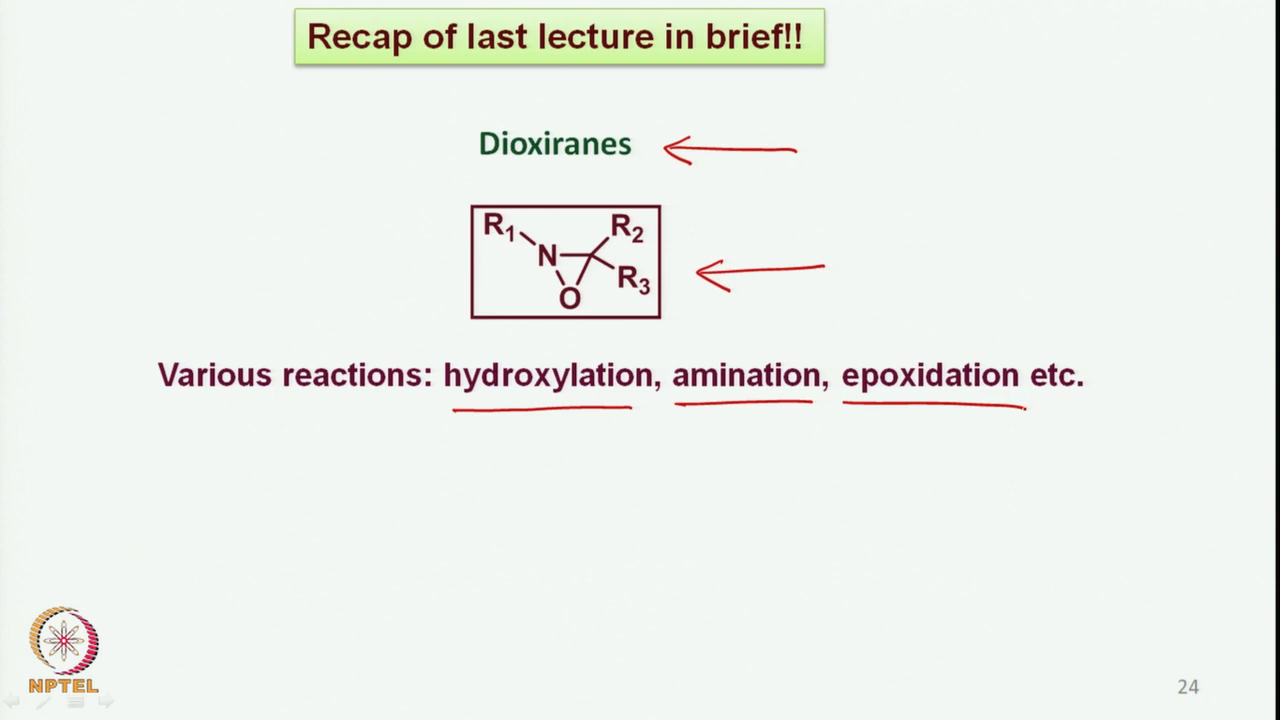 Recap of last lecture in brief!!
Dioxiranes
R1 R2
N
R3
O
Various reactions: hydroxylation, amination, epoxidation etc.
NPTEL
24